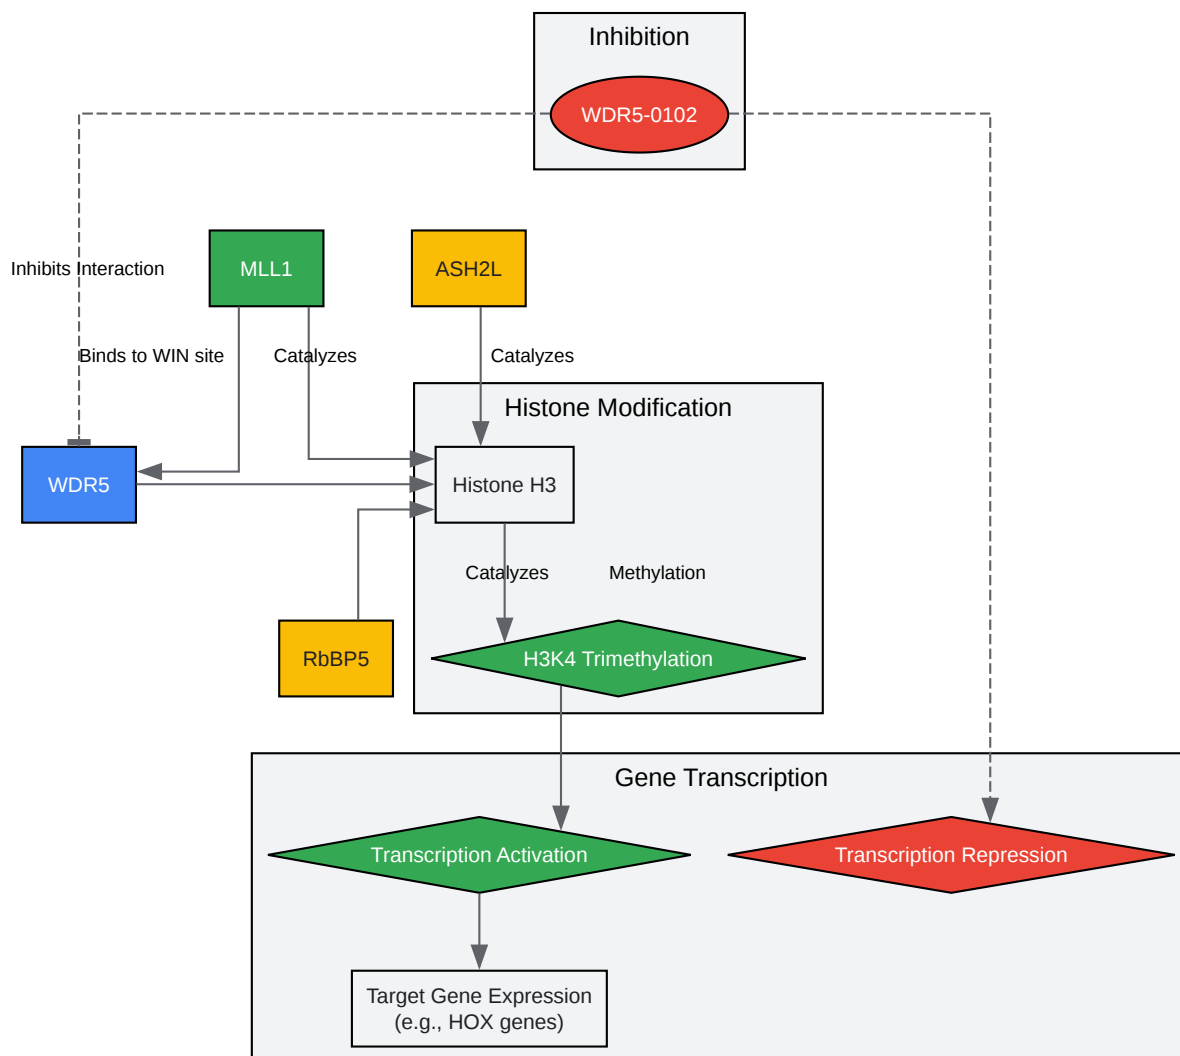 Inhibition
WDR5-0102
Inhibits Interaction
MLL1
ASH2L
Binds to WIN site
Catalyzes
Catalyzes
Histone Modification
WDR5
Histone H3
Catalyzes
Methylation
RbBP5
H3K4 Trimethylation
Gene Transcription
Transcription Activation
Transcription Repression
Target Gene Expression
(e.g., HOX genes)